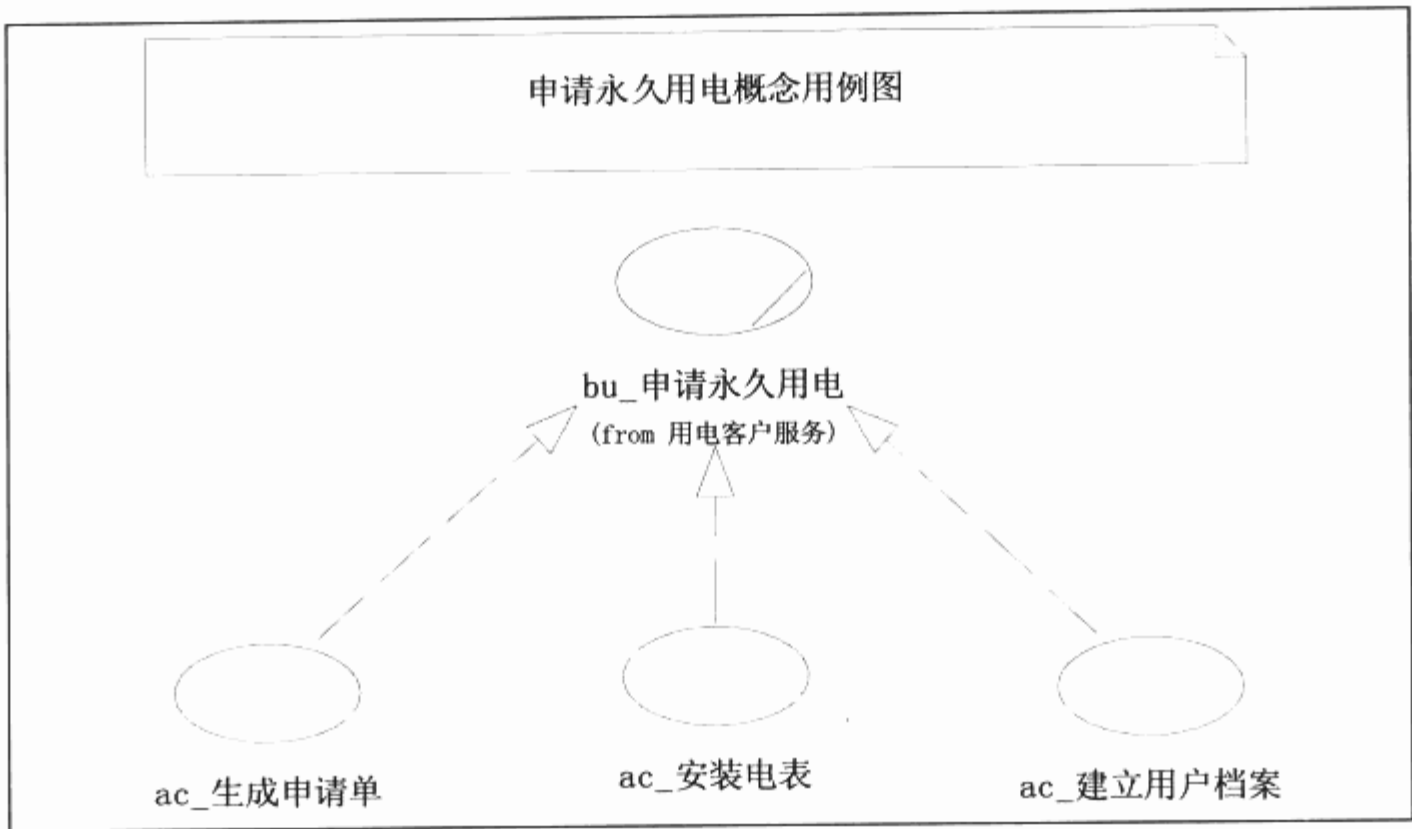 申请永久用电概念用例图
bu_申请永久用电
(from 用电客户服务)
ac_生成申请单
ac_安装电表
ac_建立用户档案